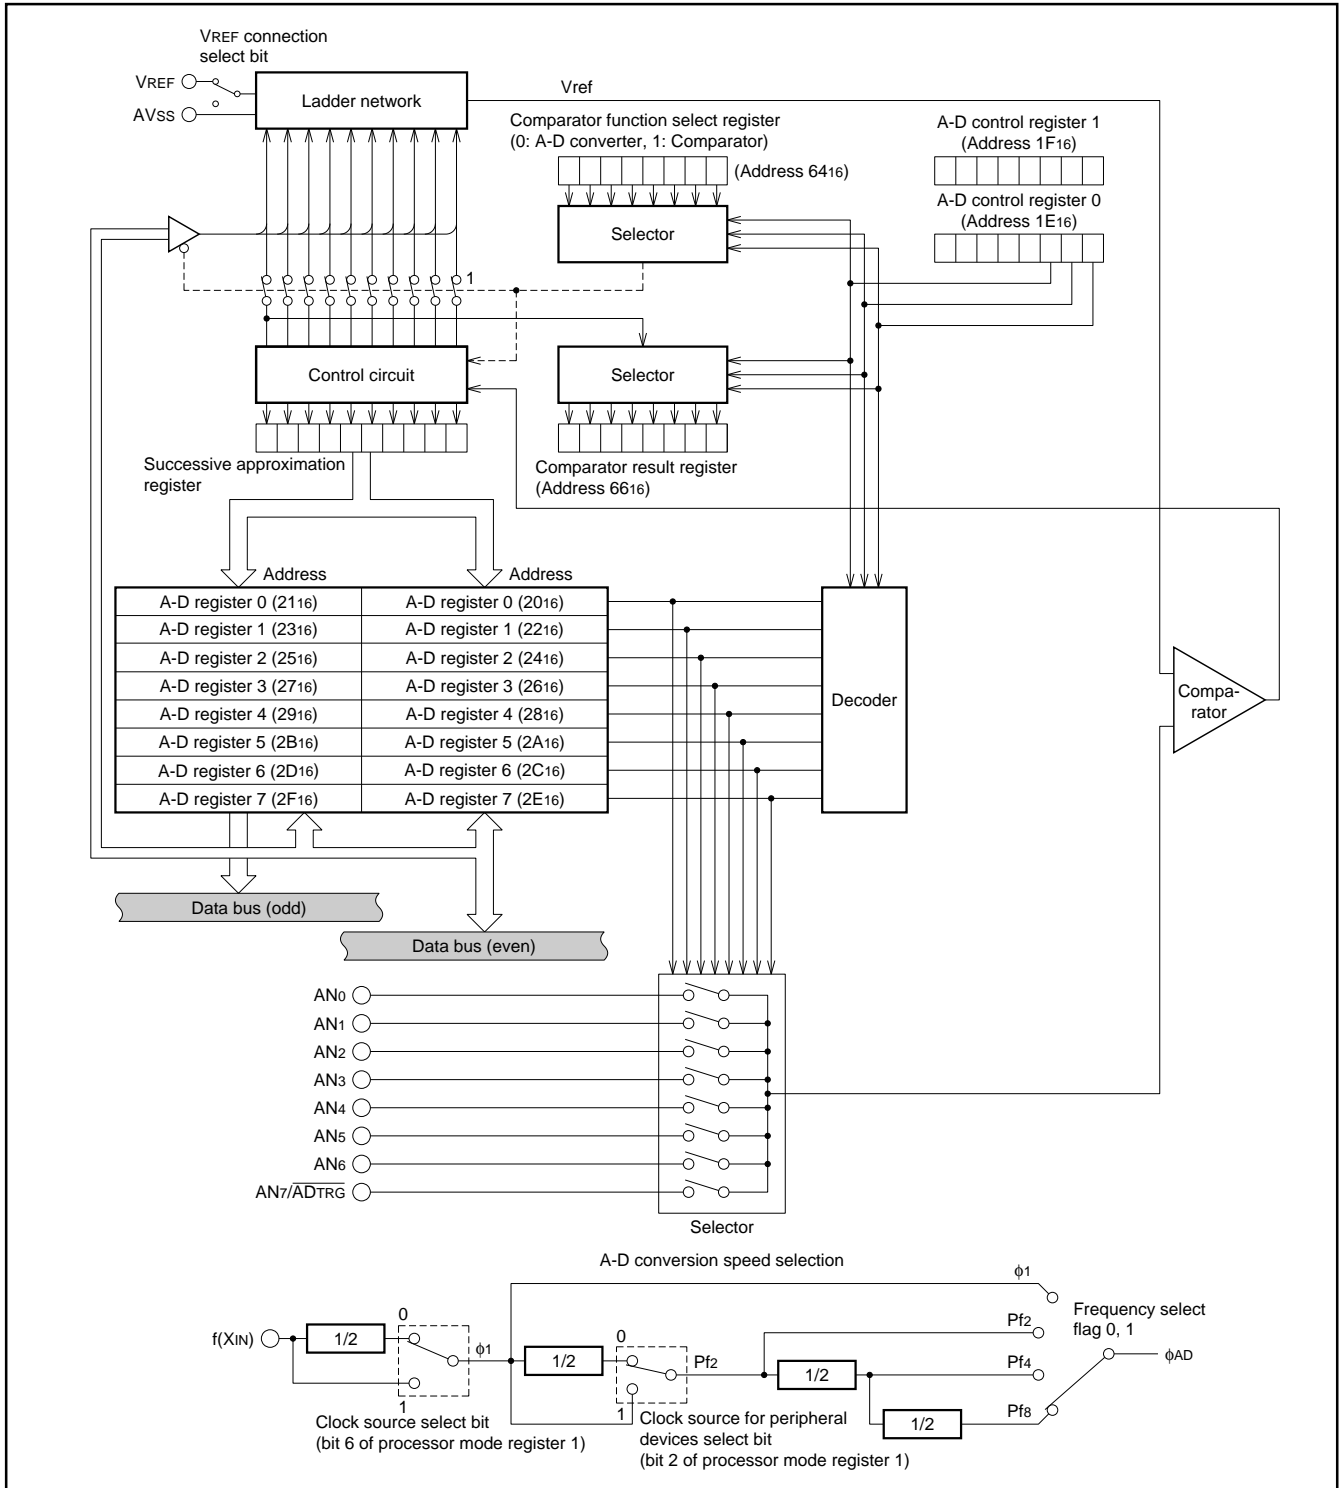 VREF connection
select bit
VREF
AVSS
Ladder network
Vref
Comparator function select register
(0: A-D converter, 1: Comparator)
(Address 6416)
A-D control register 1
(Address 1F16)
A-D control register 0
(Address 1E16)
Selector
1
Control circuit
Selector
Successive approximation
register
Comparator result register
(Address 6616)
Address
Address
A-D register 0 (2116)
A-D register 0 (2016)
A-D register 1 (2316)
A-D register 1 (2216)
A-D register 2 (2516)
A-D register 2 (2416)
A-D register 3 (2716)
A-D register 3 (2616)
A-D register 4 (2916)
A-D register 4 (2816)
A-D register 5 (2B16)
A-D register 5 (2A16)
A-D register 6 (2D16)
A-D register 6 (2C16)
A-D register 7 (2F16)
A-D register 7 (2E16)
Decoder
Compa-
rator
Data bus (odd)
Data bus (even)
AN0
AN1
AN2
AN3
AN4
AN5
AN6
AN7/ADTRG
Selector
A-D conversion speed selection
f(XIN)
1/2
0
1
ϕ1
Clock source select bit
(bit 6 of processor mode register 1)
1/2
0
1
Pf2
Clock source for peripheral
devices select bit
(bit 2 of processor mode register 1)
1/2
1/2
ϕ1
Pf2
Pf4
Pf8
Frequency select
flag 0, 1
ϕAD